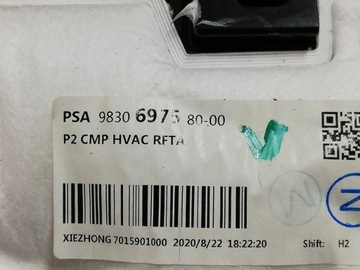 PSA 9830 6975 80-00
P2 CMP HVAC RFTA
XIEZHONG 7015901000 2020/8/22 18:22:20 Shift: H2